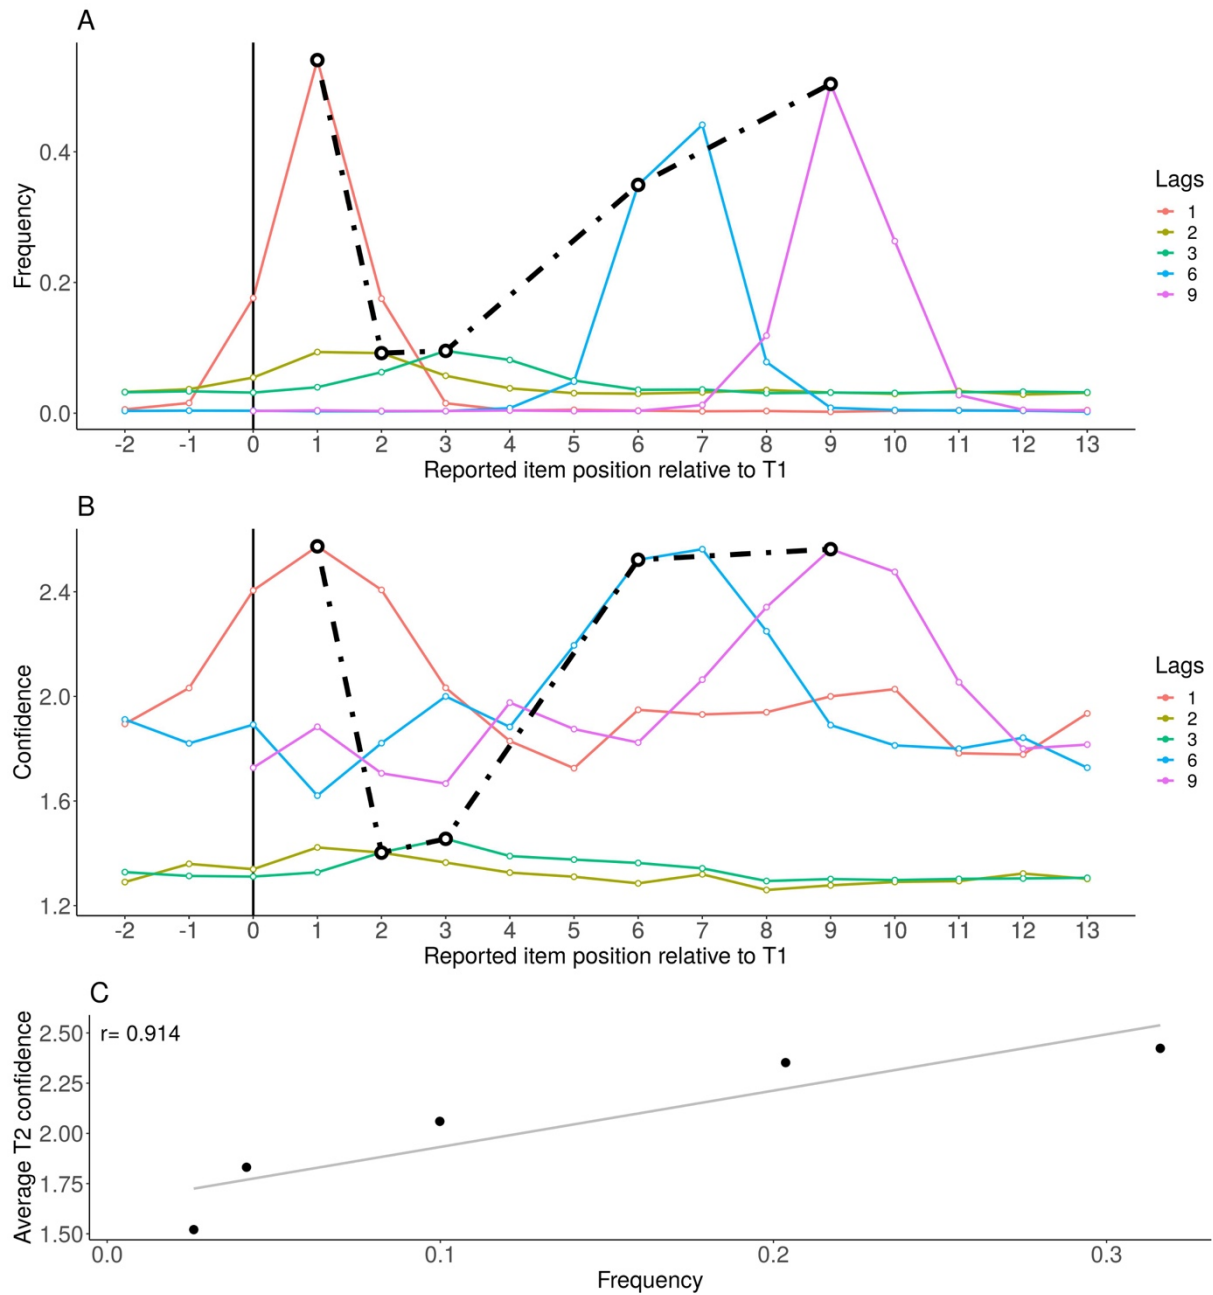 A
Frequency
0.4
0.2
0.0
-2 -1 0 1 2 3 4 5 6 7 8 9 10 11 12 13
Reported item position relative to T1
Lags
1
2
3
6
9
B
Confidence
2.4
2.0
1.6
1.2
-2 -1 0 1 2 3 4 5 6 7 8 9 10 11 12 13
Reported item position relative to T1
Lags
1
2
3
6
9
C
Average T2 confidence
r= 0.914
2.50
2.25
2.00
1.75
1.50
0.0 0.1 0.2 0.3
Frequency